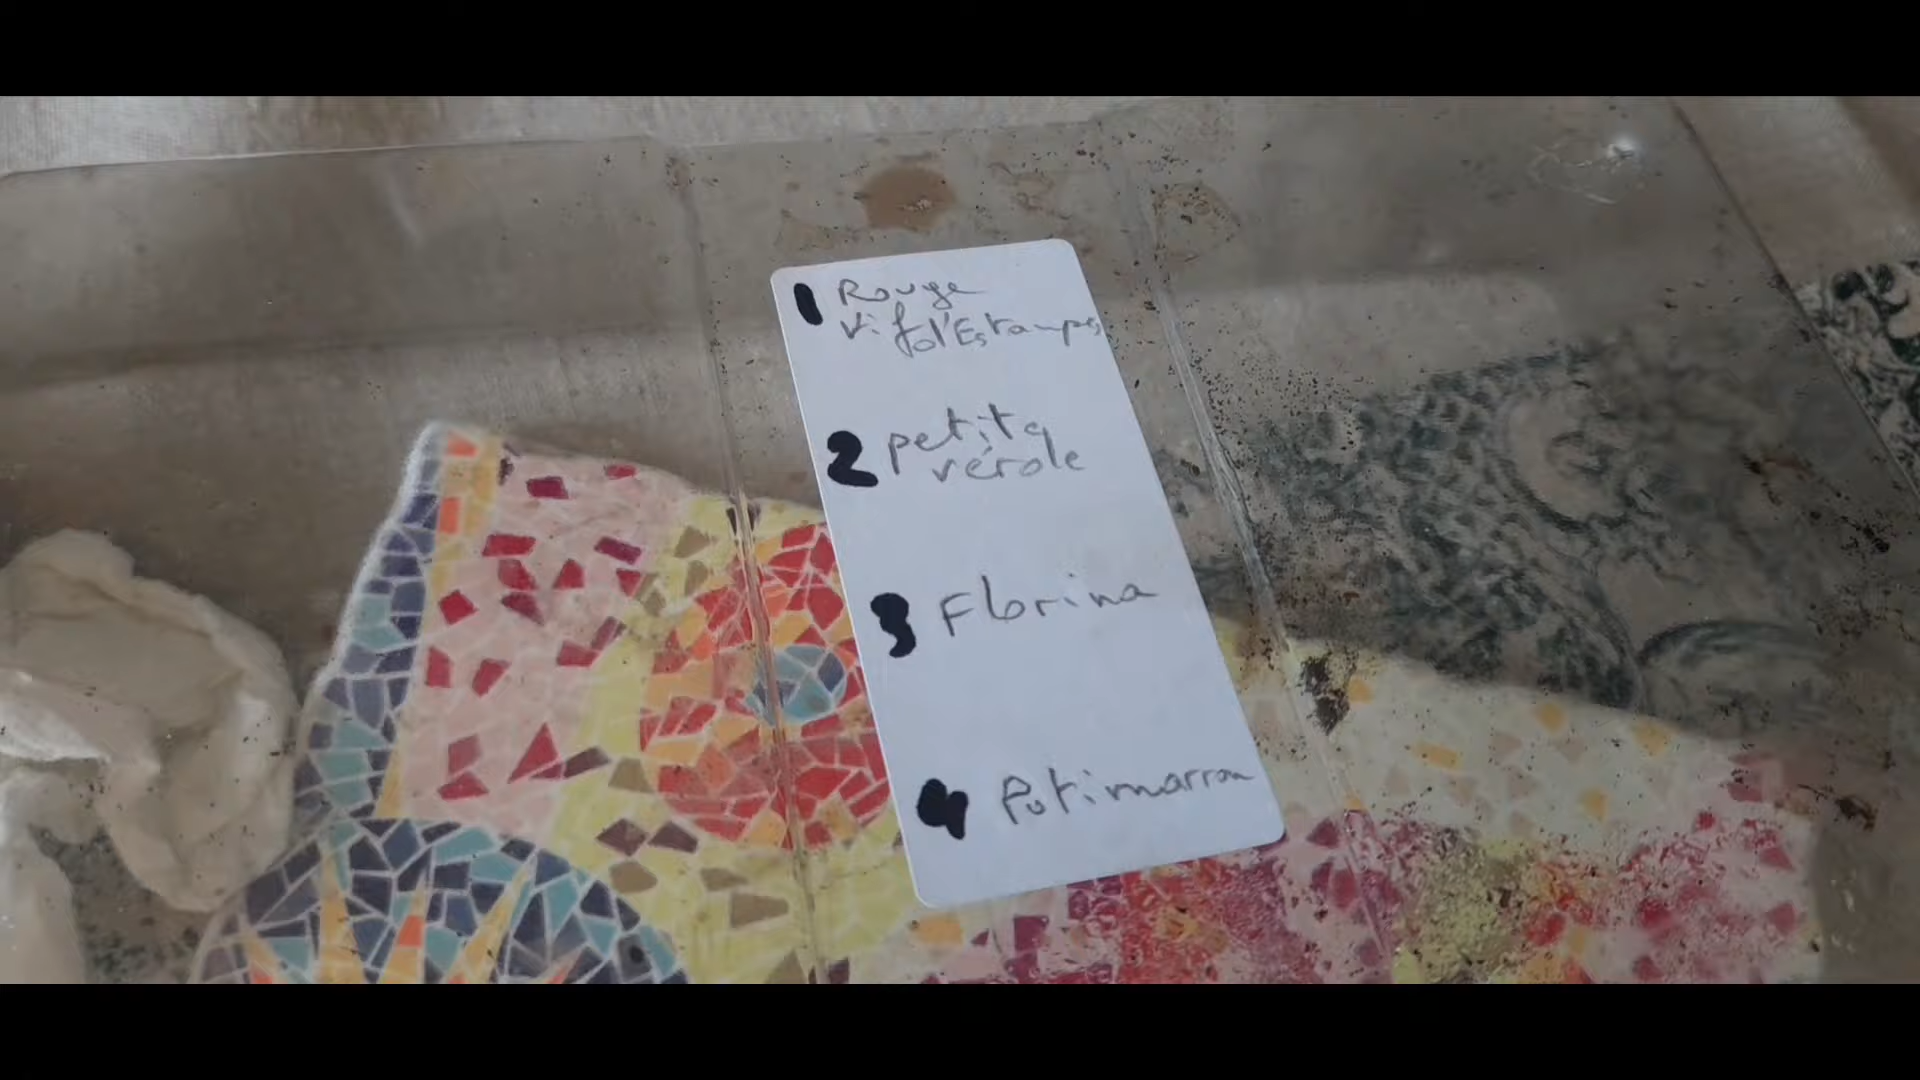 1 Rouge
Vif d'Estampes
2 petite
vérole
3 Florina
4 Potimarron